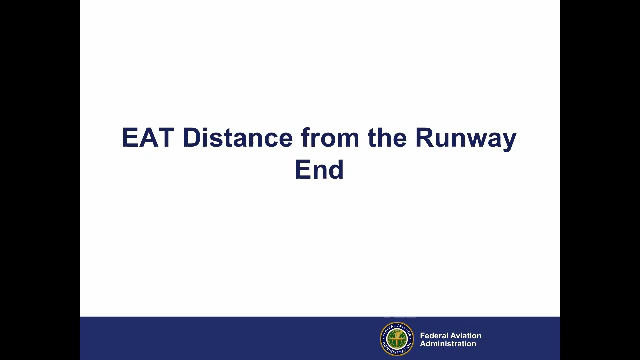 EAT Distance from the Runway
End
Federal Aviation
Administration